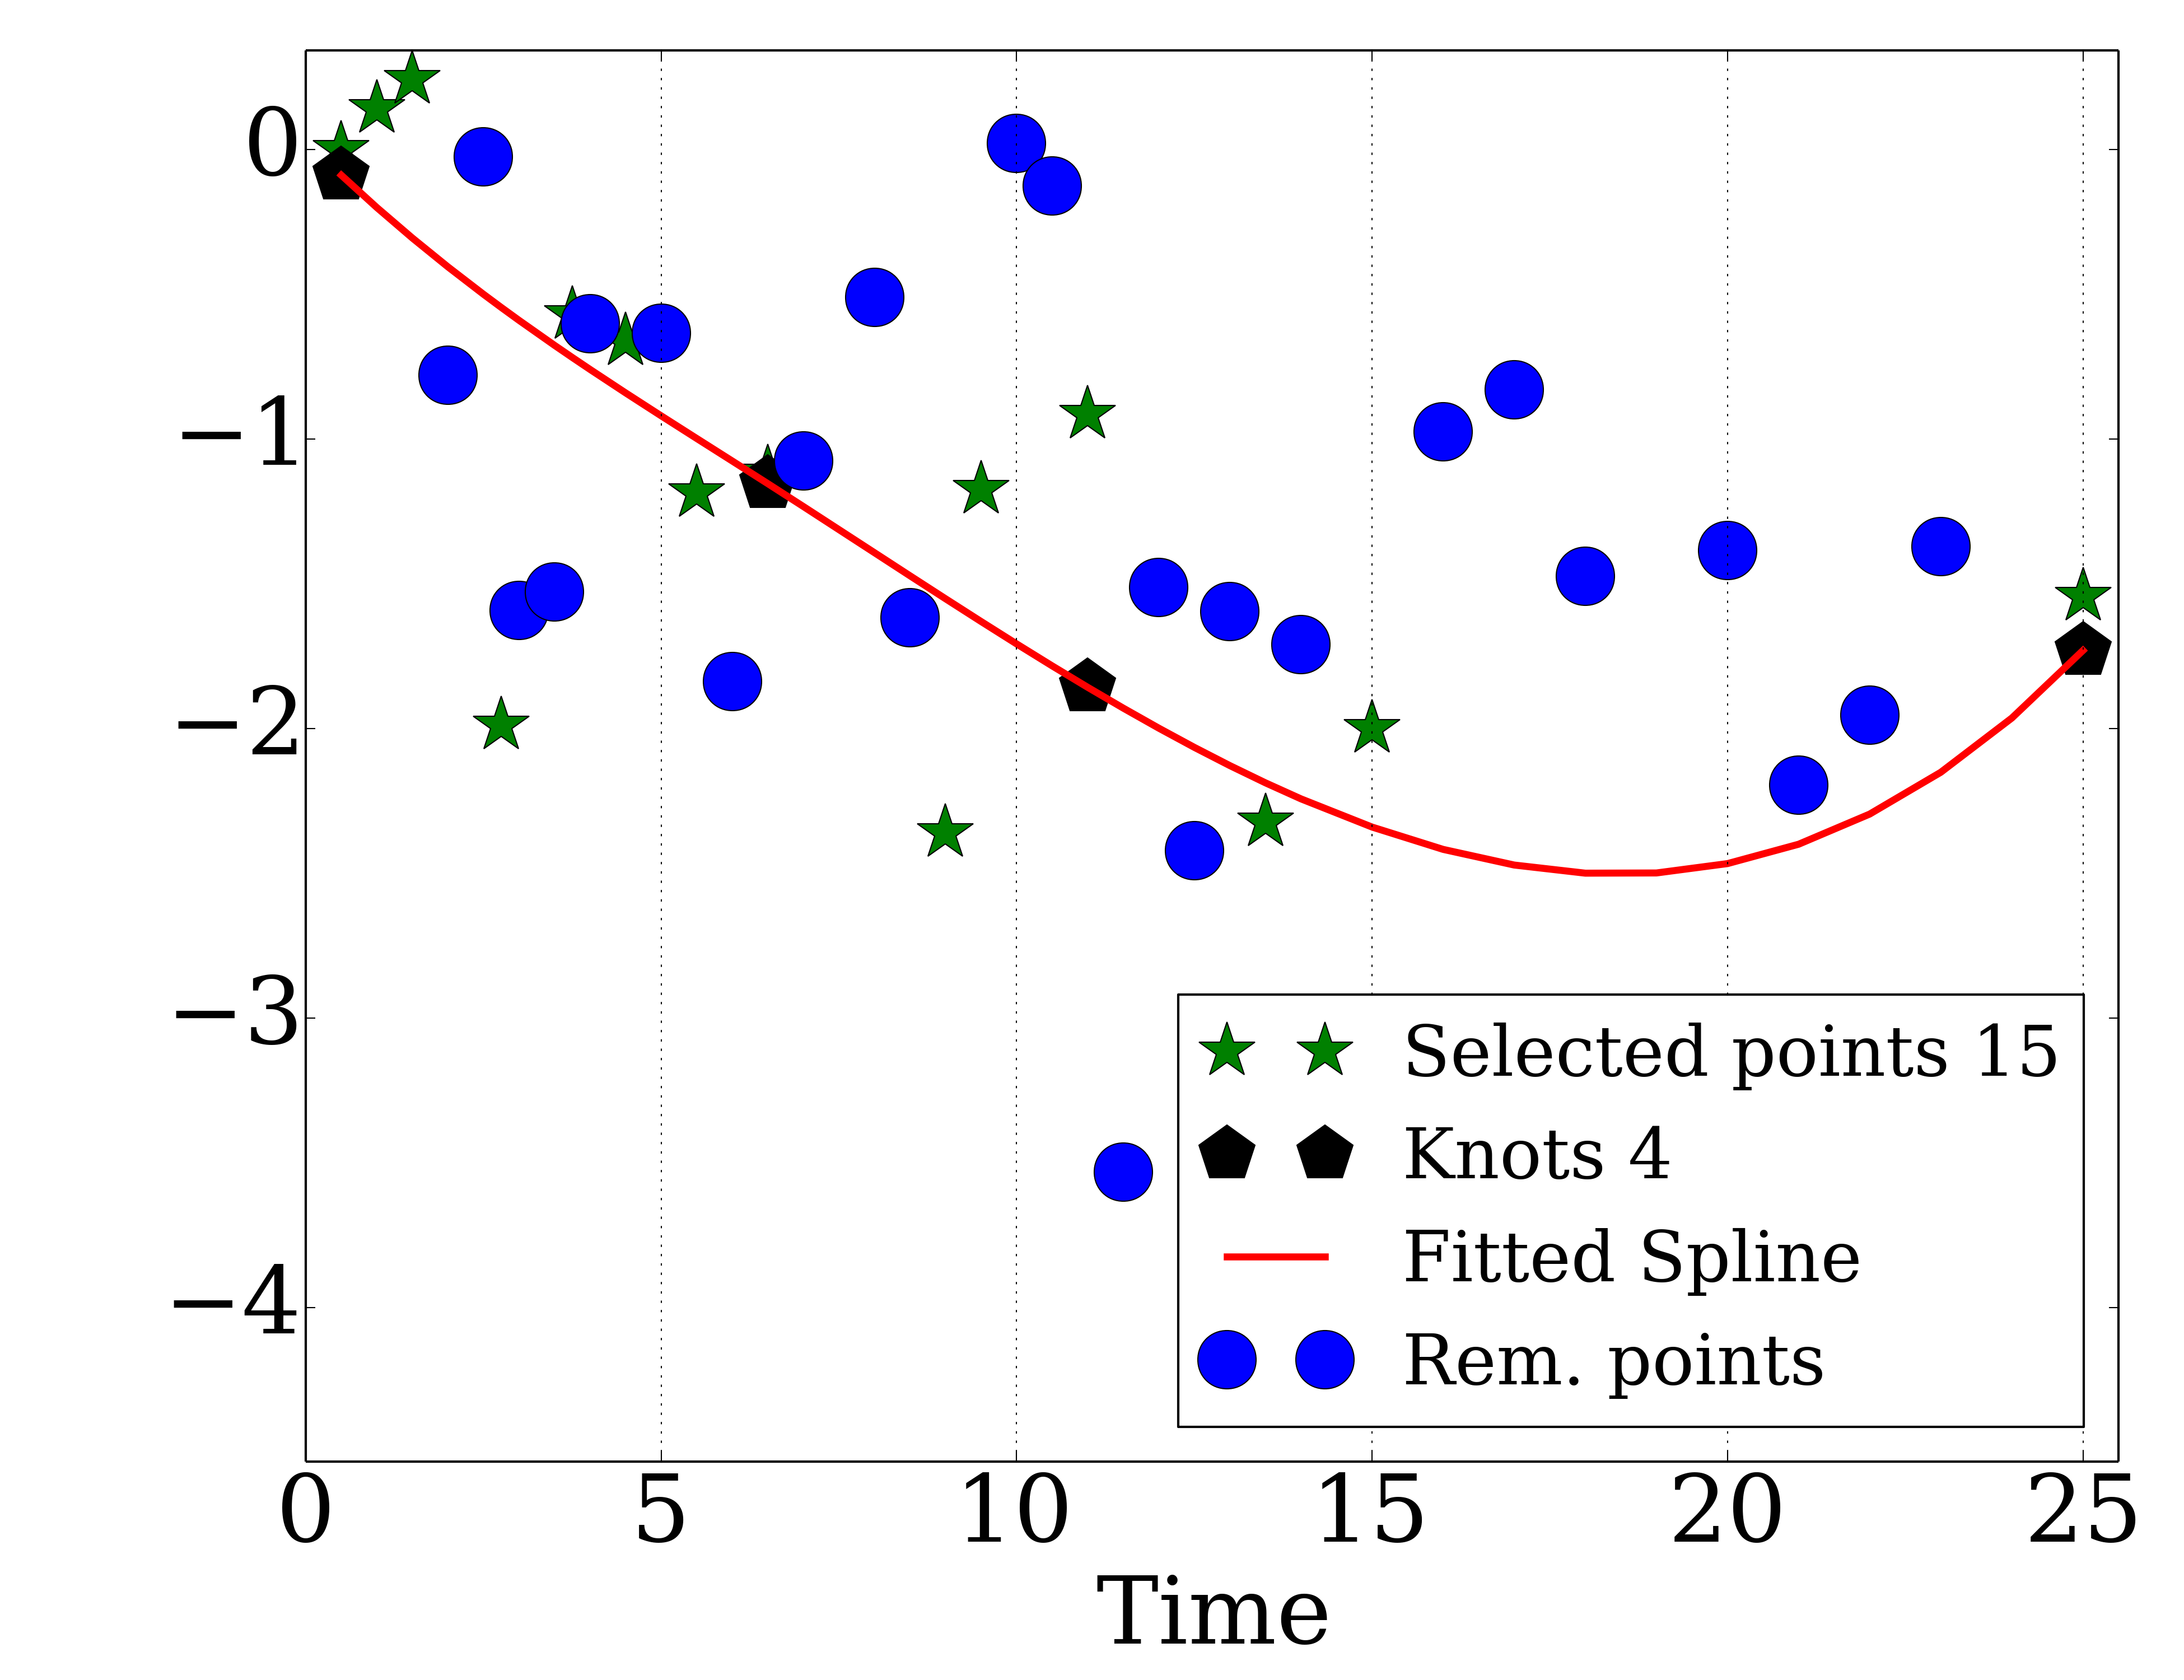 0
−1
−2
−3
−4
Selected points 15
Knots 4
Fitted Spline
Rem. points
0 5 10 15 20 25
Time